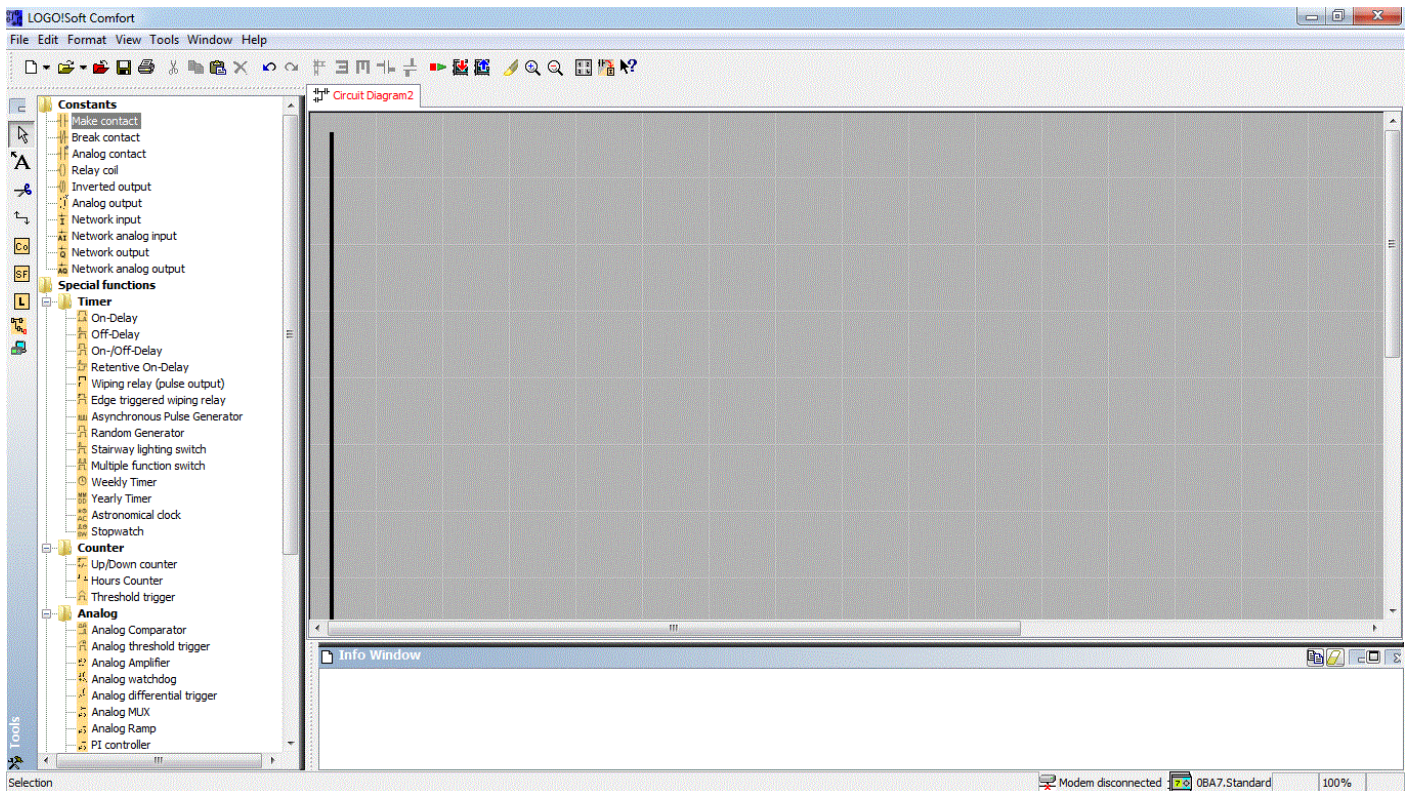 LOGO!Soft Comfort
File Edit Format View Tools Window Help
Circuit Diagram2
Constants
Make contact
Break contact
Analog contact
Relay coil
Inverted output
Analog output
Network input
Network analog input
Network output
Network analog output
Special functions
Timer
On-Delay
Off-Delay
On-/Off-Delay
Retentive On-Delay
Wiping relay (pulse output)
Edge triggered wiping relay
Asynchronous Pulse Generator
Random Generator
Stairway lighting switch
Multiple function switch
Weekly Timer
Yearly Timer
Astronomical clock
Stopwatch
Counter
Up/Down counter
Hours Counter
Threshold trigger
Analog
Analog Comparator
Analog threshold trigger
Analog Amplifier
Analog watchdog
Analog differential trigger
Analog MUX
Analog Ramp
PI controller
A
Co
SF
L
Tools
Info Window
Selection
Modem disconnected
0BA7.Standard
100%